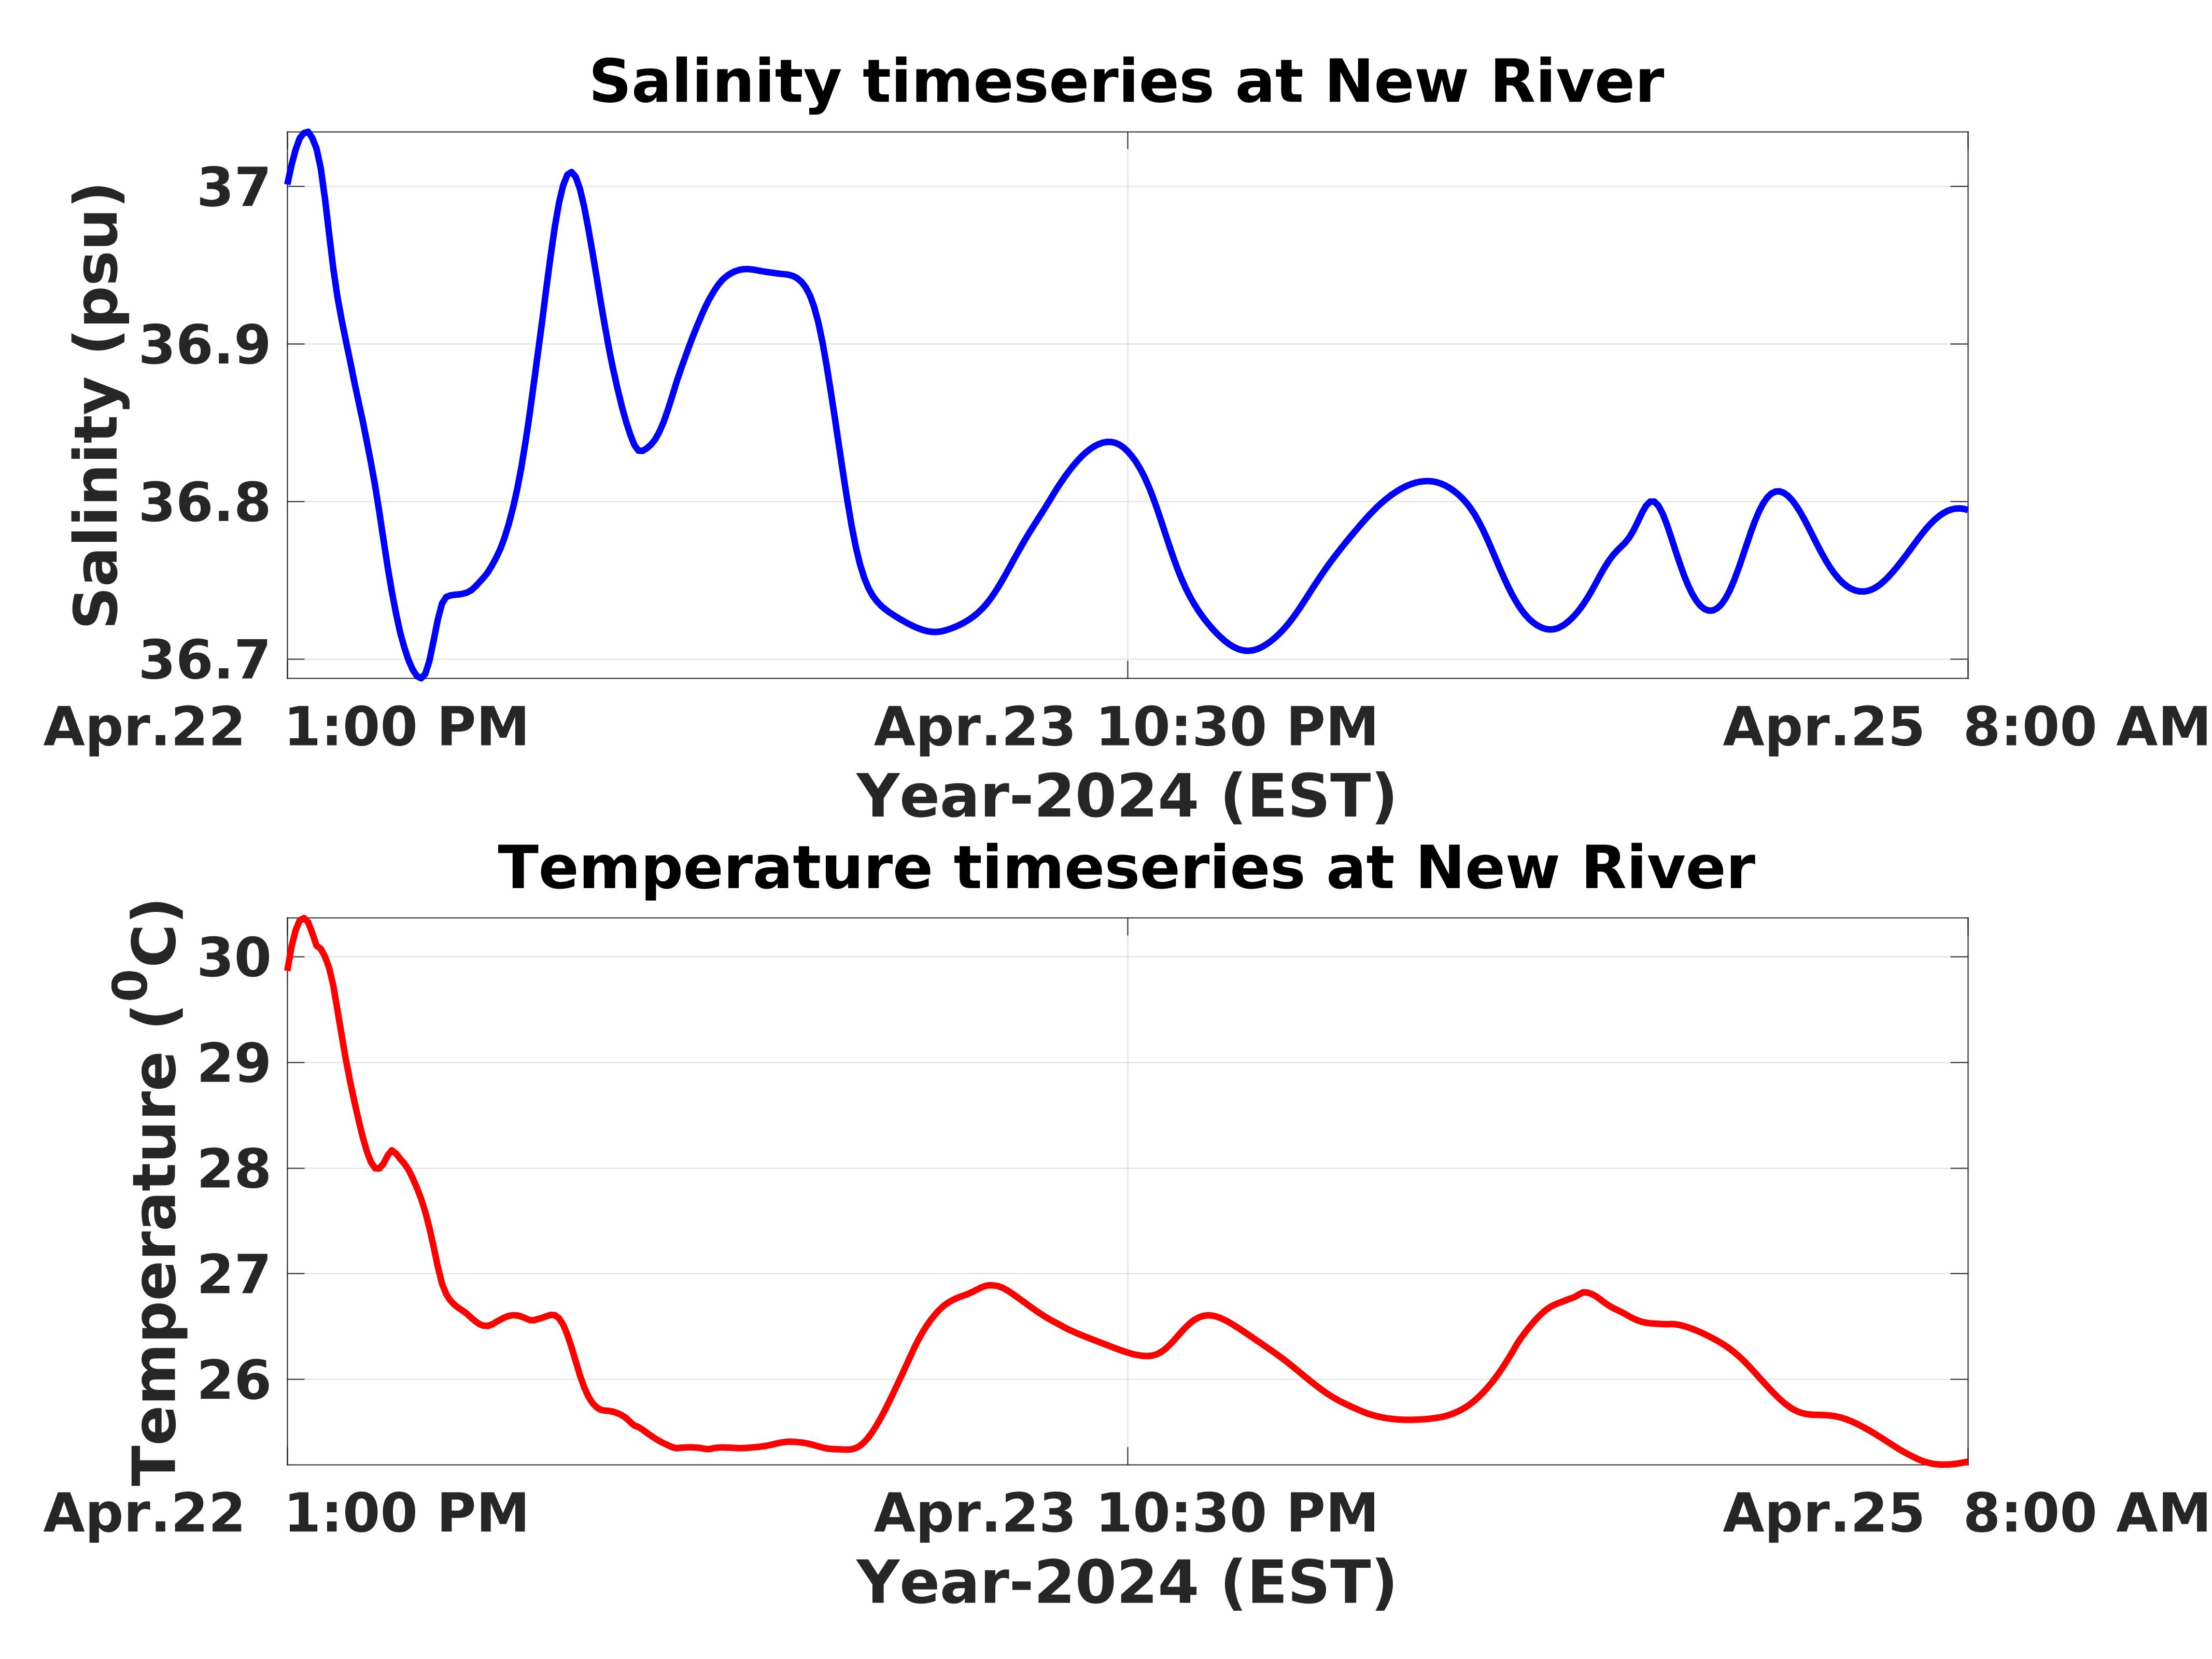 Salinity timeseries at New River
Salinity (psu)
37
36.9
36.8
36.7
Apr.22  1:00 PM
Apr.23 10:30 PM
Apr.25  8:00 AM
Year-2024 (EST)
Temperature timeseries at New River
Temperature (⁰C)
30
29
28
27
26
Apr.22  1:00 PM
Apr.23 10:30 PM
Apr.25  8:00 AM
Year-2024 (EST)